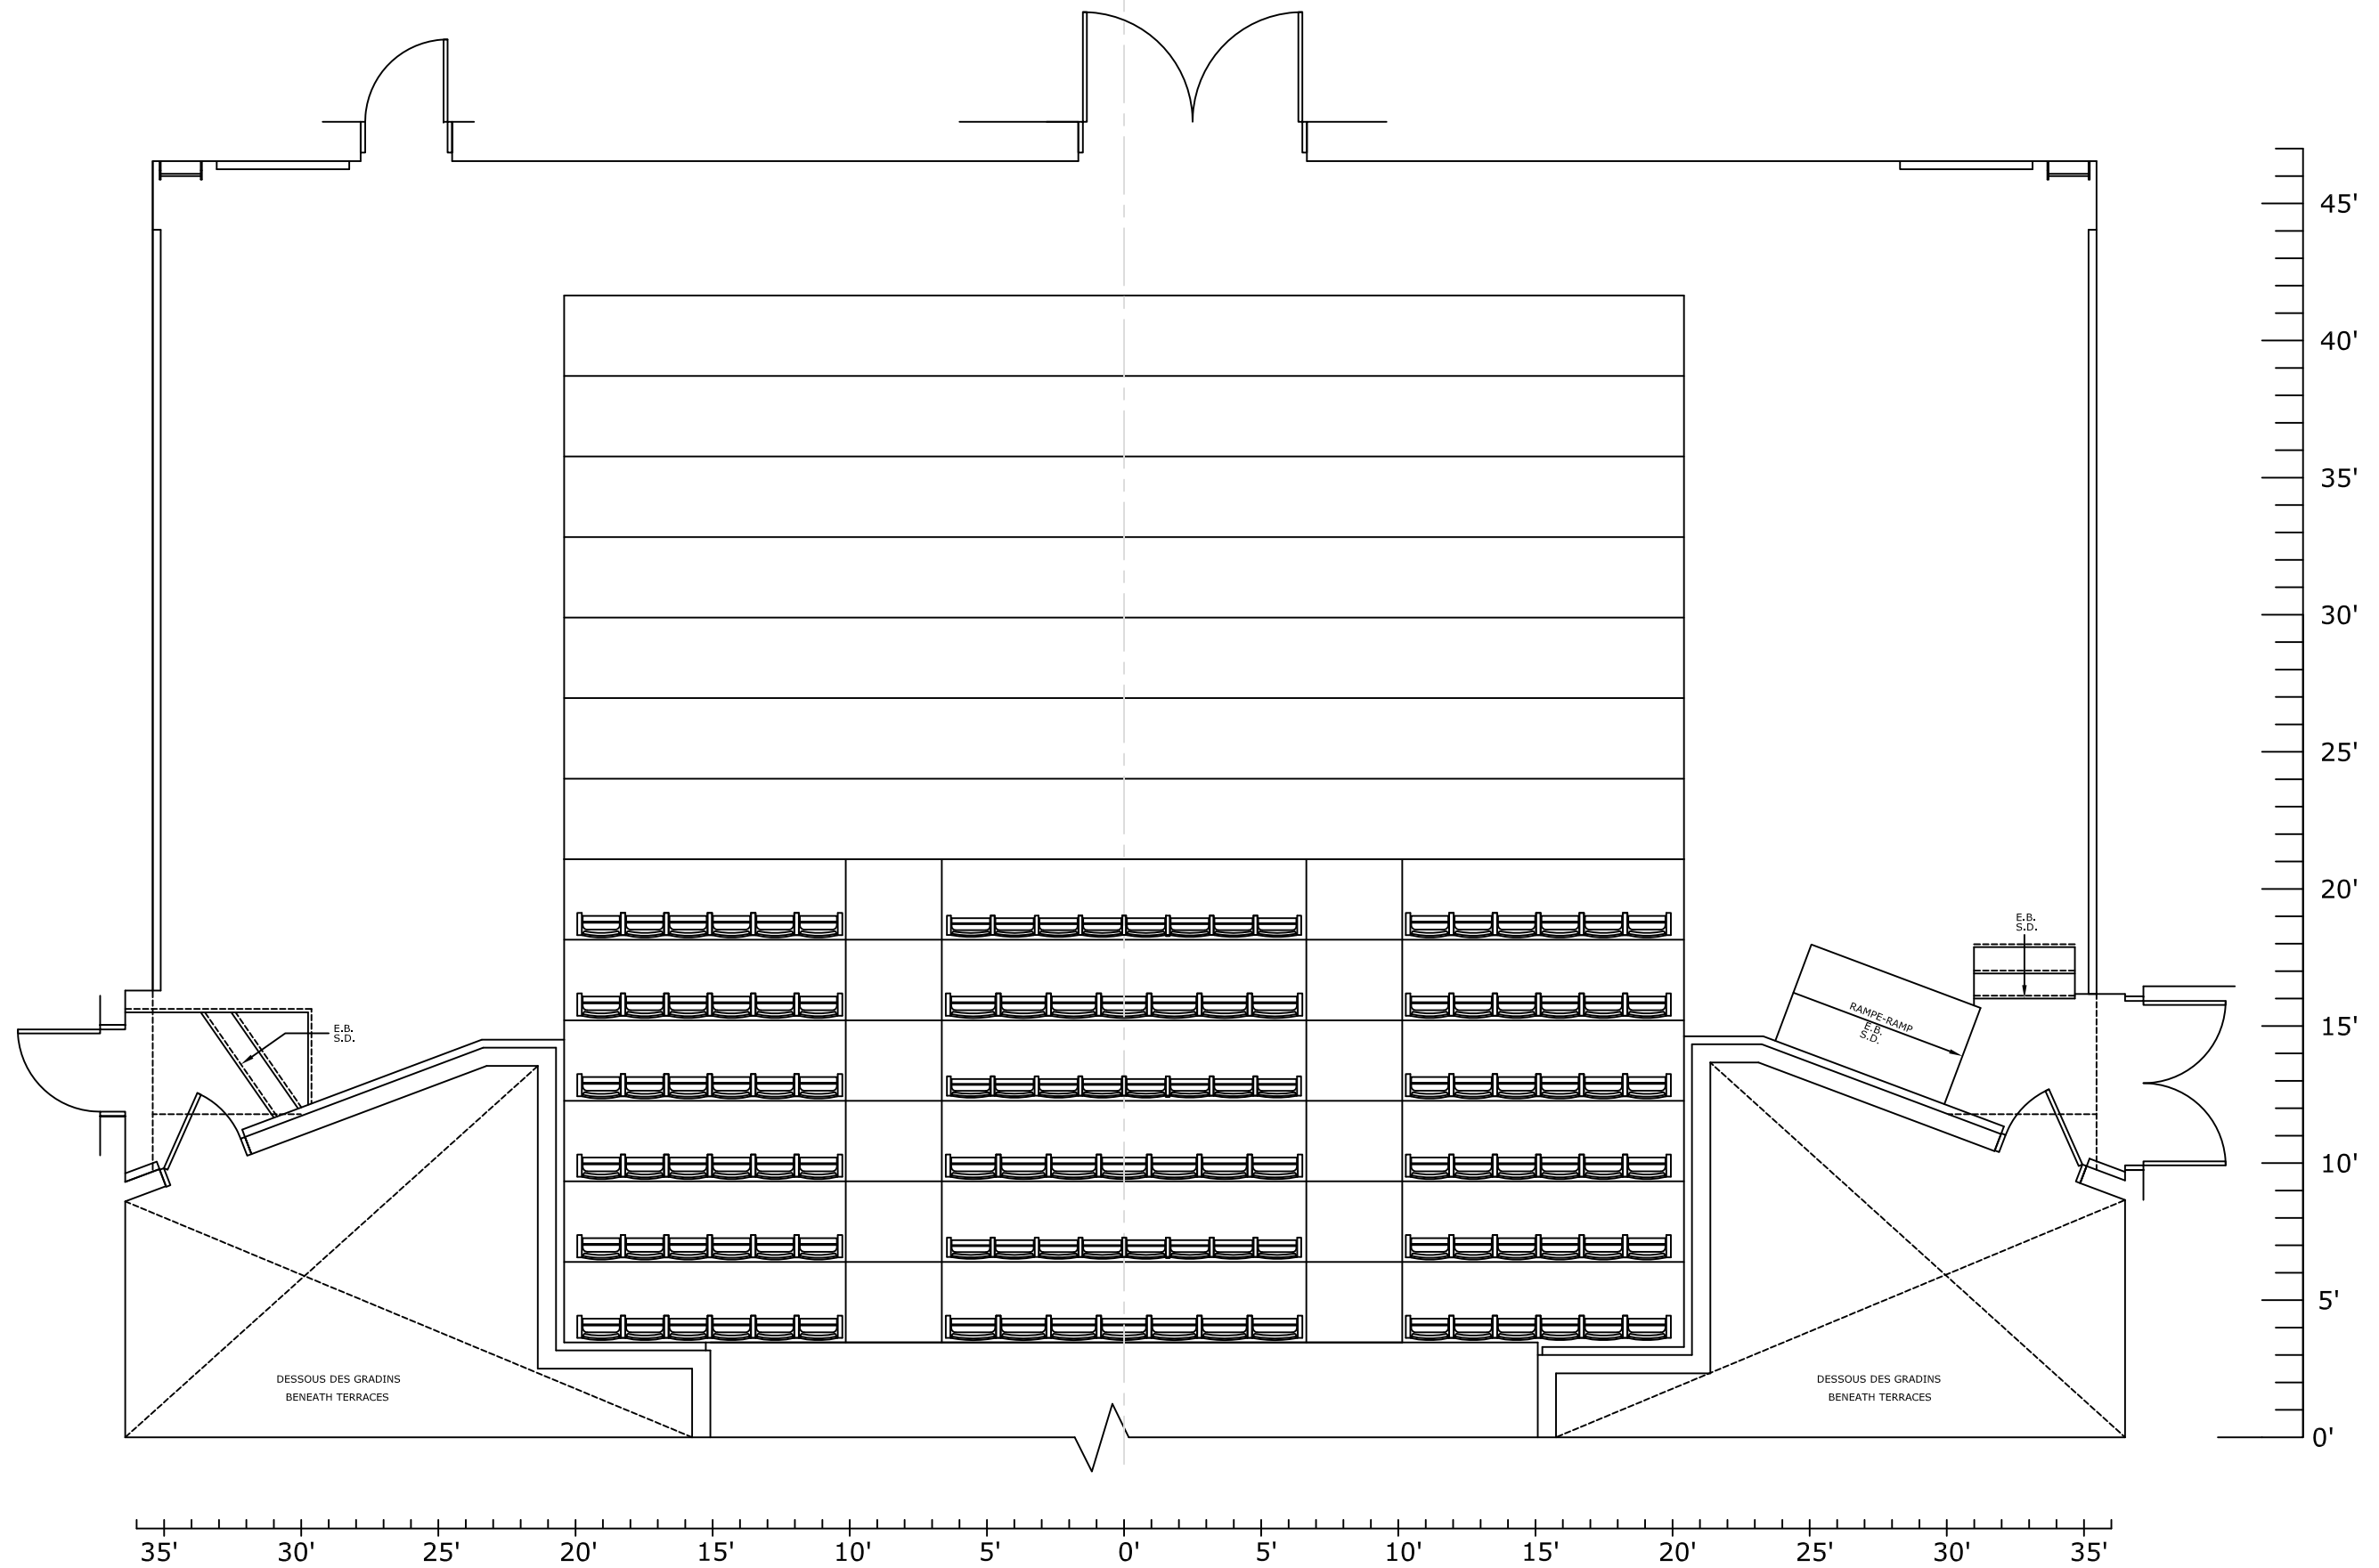 45'
40'
35'
30'
25'
20'
E.B.
S.D.
RAMPE-RAMP
E.B.
S.D.
E.B.
S.D.
15'
10'
5'
DESSOUS DES GRADINS
BENEATH TERRACES
DESSOUS DES GRADINS
BENEATH TERRACES
0'
35' 30' 25' 20' 15' 10' 5' 0' 5' 10' 15' 20' 25' 30' 35'